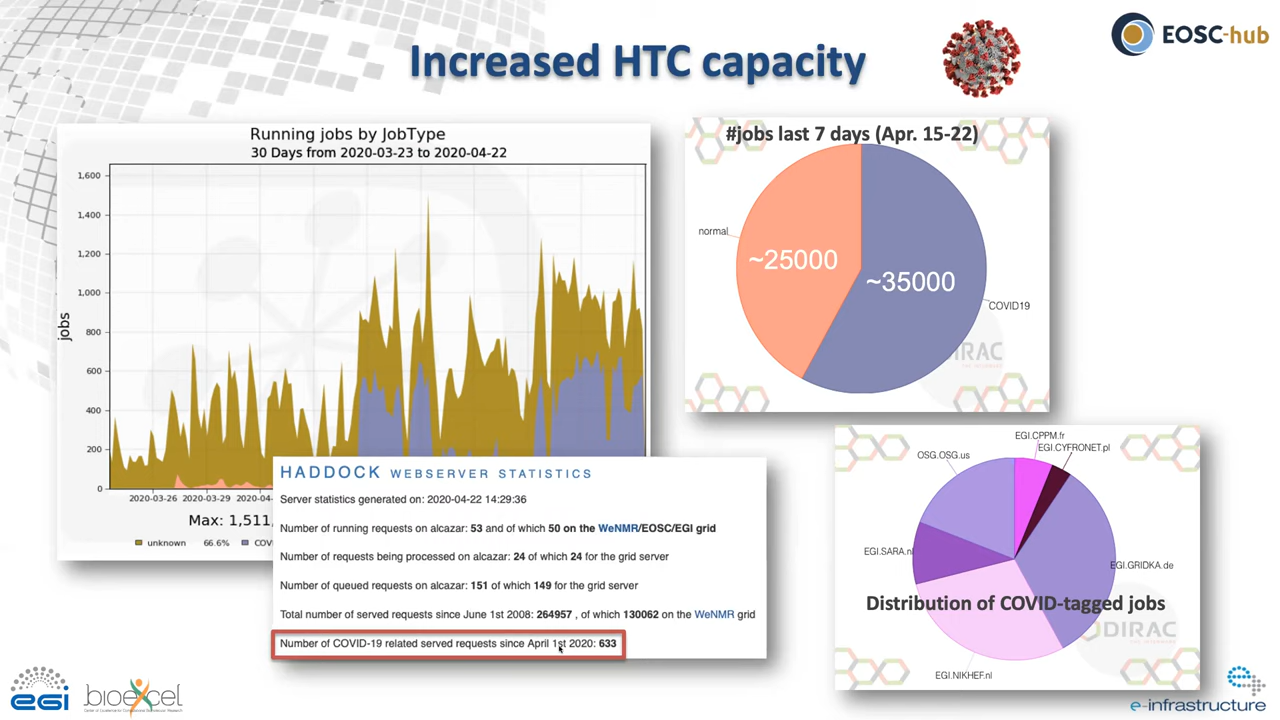 Increased HTC capacity
EOSC-hub
Running jobs by JobType
30 Days from 2020-03-23 to 2020-04-22
1,600
1,400
1,200
1,000
800
600
400
200
0
jobs
2020-03-26 2020-03-29 2020-04-
Max: 1,511,
unknown 66.6% COV
#jobs last 7 days (Apr. 15-22)
normal
~25000
~35000
COVID19
DIRAC
HADDOCK WEBSERVER STATISTICS
Server statistics generated on: 2020-04-22 14:29:36
Number of running requests on alcazar: 53 and of which 50 on the WeNMR/EOSC/EGI grid
Number of requests being processed on alcazar: 24 of which 24 for the grid server
Number of queued requests on alcazar: 151 of which 149 for the grid server
Total number of served requests since June 1st 2008: 264957 , of which 130062 on the WeNMR grid
Number of COVID-19 related served requests since April 1st 2020: 633
EGI.CPPM.fr
EGI.CYFRONET.pl
OSG.OSG.us
EGI.SARA.nl
EGI.GRIDKA.de
Distribution of COVID-tagged jobs
DIRAC
EGI.NIKHEF.nl
egi
bioexcel
e-infrastructure